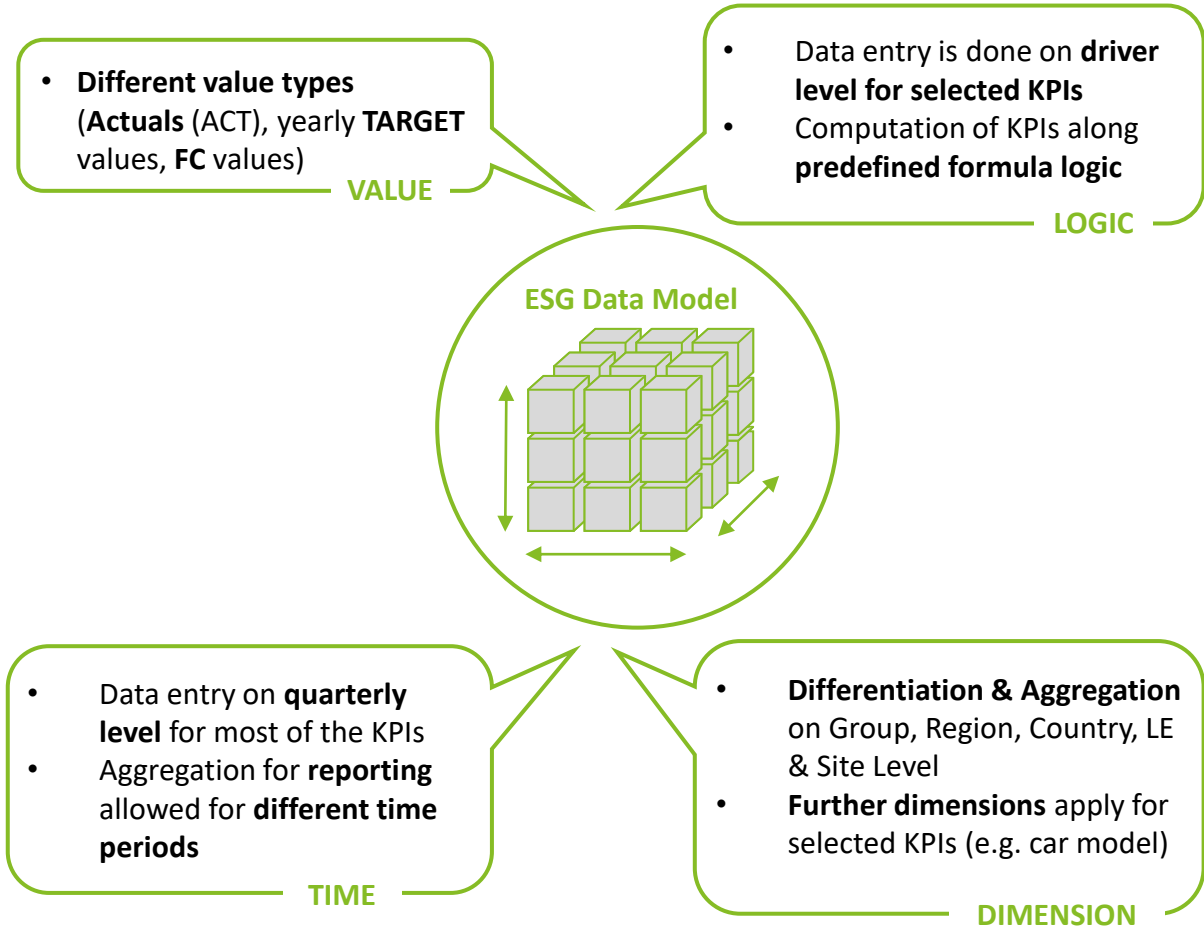 • Different value types
(Actuals (ACT), yearly TARGET
values, FC values)
VALUE
• Data entry is done on driver
level for selected KPIs
• Computation of KPIs along
predefined formula logic
LOGIC
ESG Data Model
• Data entry on quarterly
level for most of the KPIs
• Aggregation for reporting
allowed for different time
periods
TIME
• Differentiation & Aggregation
on Group, Region, Country, LE
& Site Level
• Further dimensions apply for
selected KPIs (e.g. car model)
DIMENSION